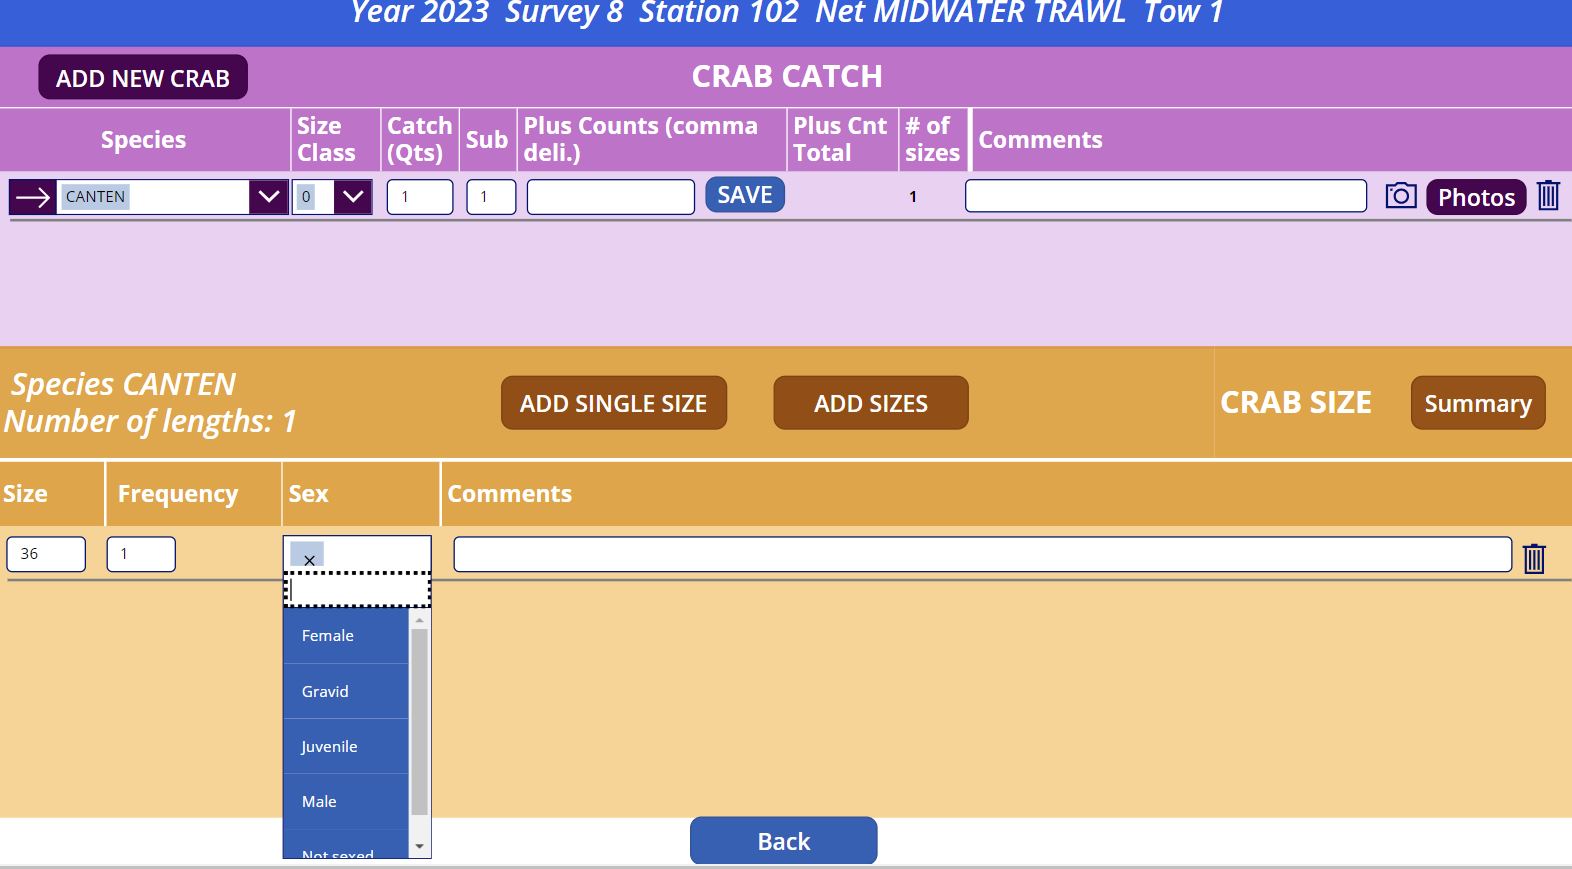 Year 2023 Survey 8 Station 102 Net MIDWATER TRAWL Tow 1
ADD NEW CRAB
CRAB CATCH
Species
Size Class
Catch (Qts)
Sub
Plus Counts (comma deli.)
Plus Cnt Total
# of sizes
Comments
CANTEN
0
1
1
SAVE
1
Photos
Species CANTEN
Number of lengths: 1
ADD SINGLE SIZE
ADD SIZES
CRAB SIZE
Summary
Size
Frequency
Sex
Comments
36
1
Female
Gravid
Juvenile
Male
Not sexed
Back